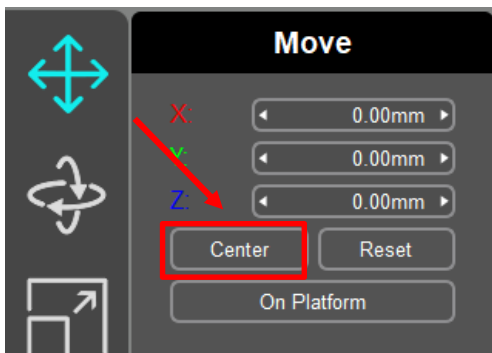 Move
X: 0.00mm
Y: 0.00mm
Z: 0.00mm
Center Reset
On Platform